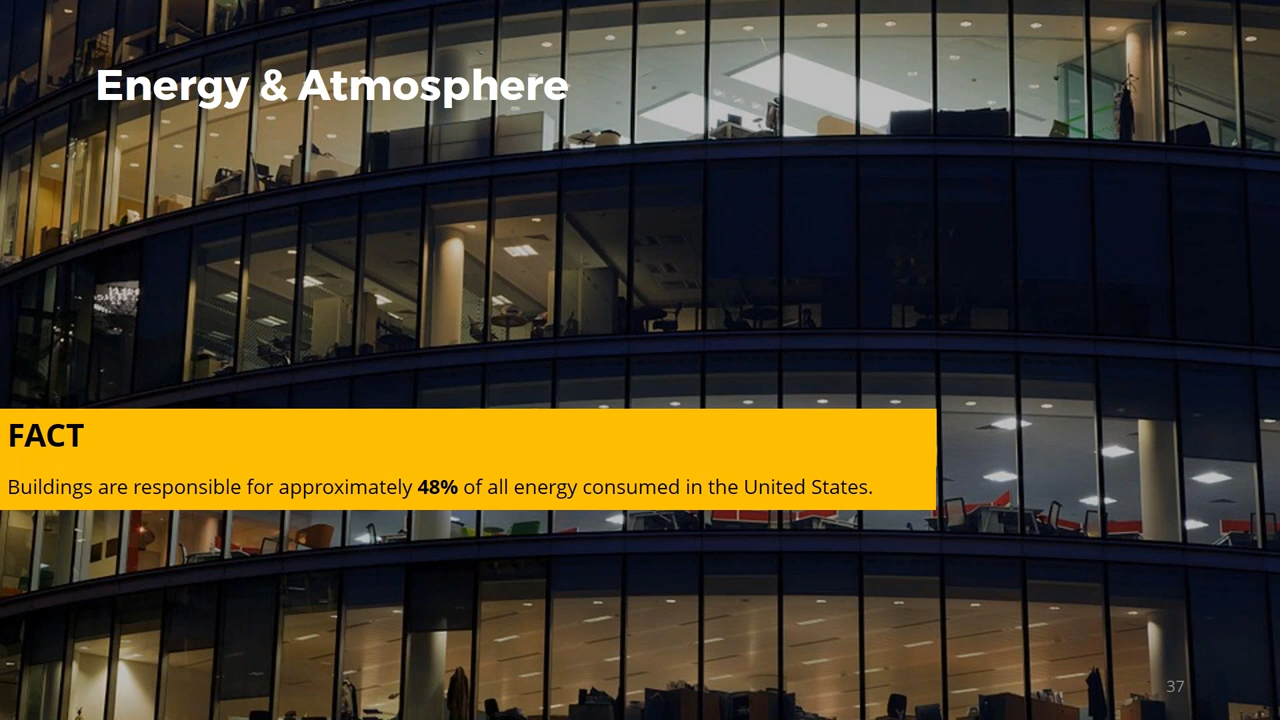 Energy & Atmosphere
FACT
Buildings are responsible for approximately 48% of all energy consumed in the United States.
37